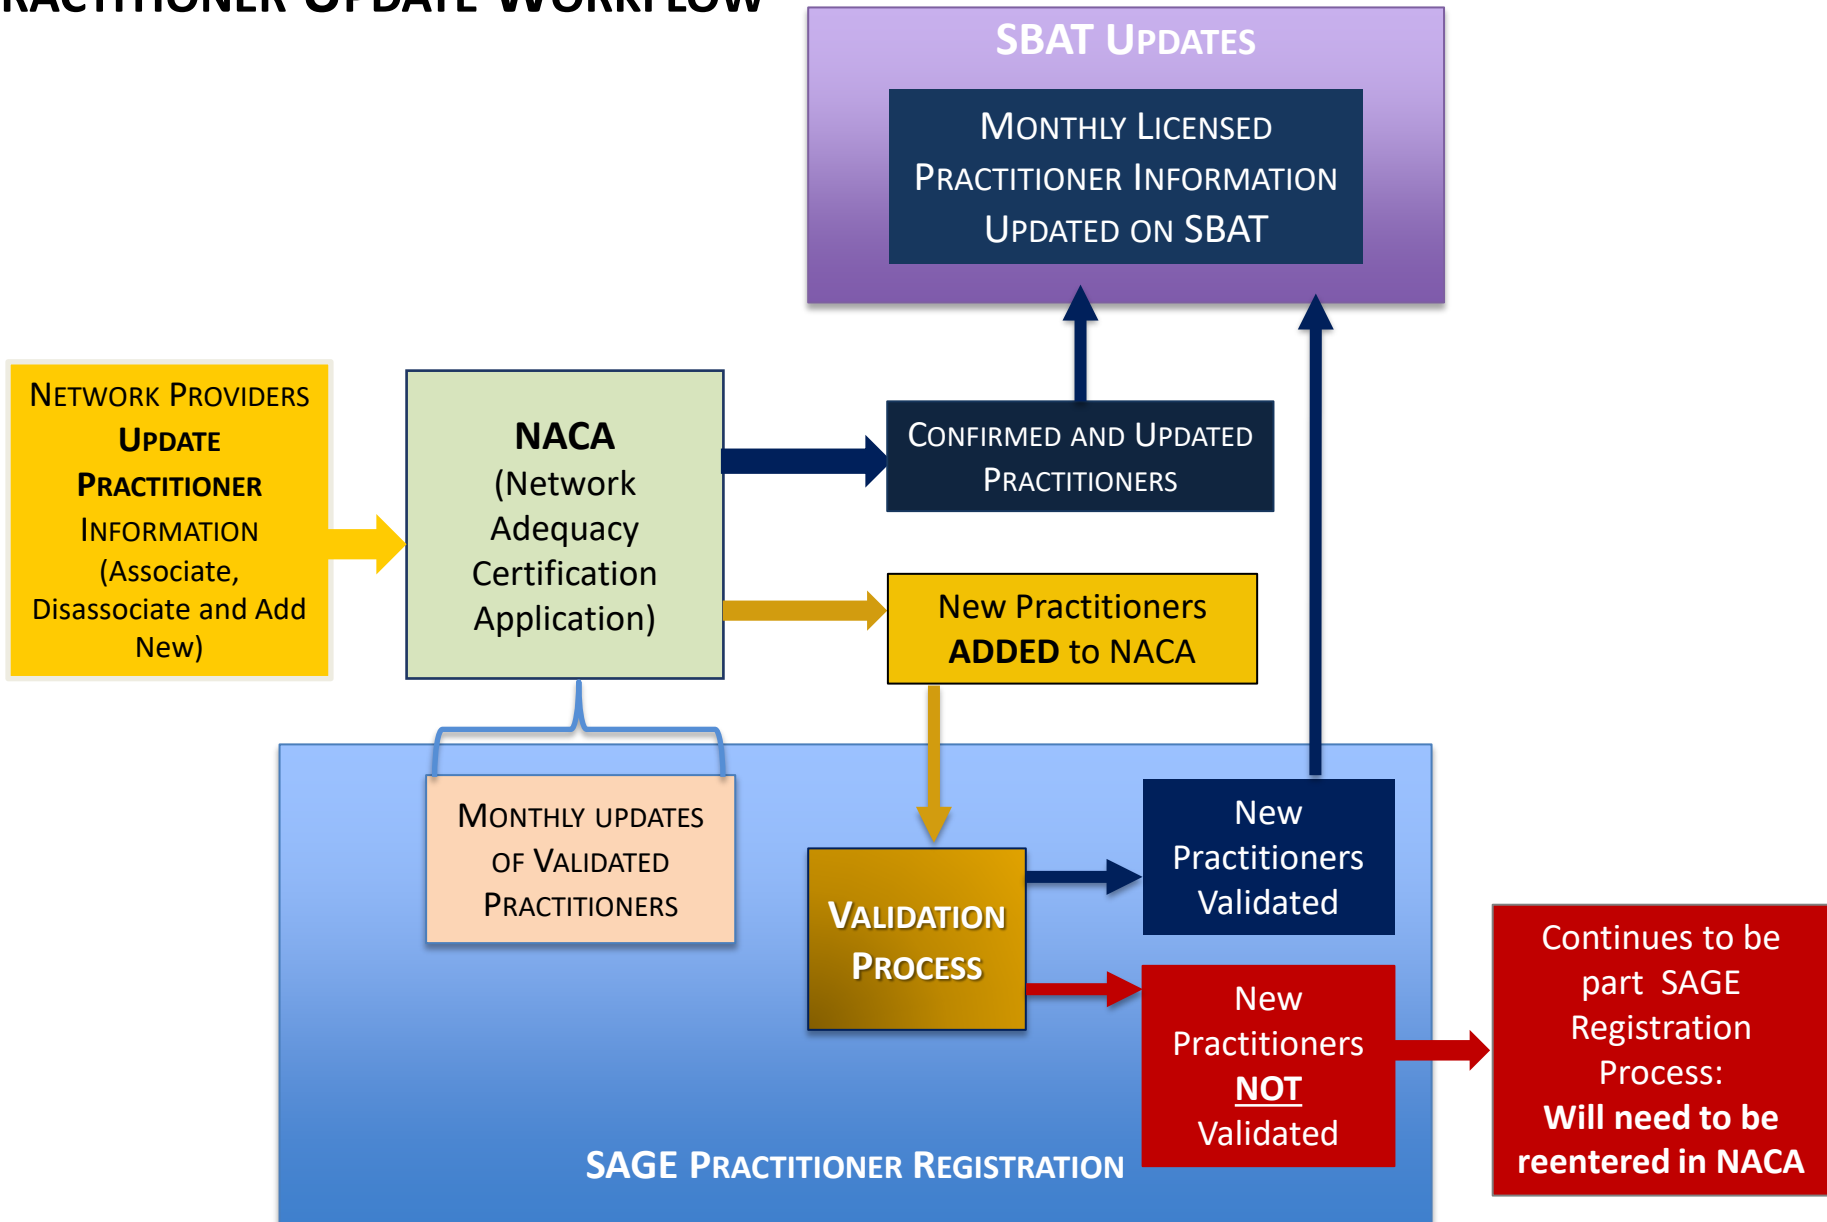 RACTITIONER UPDATE WORKFLOW
SBAT UPDATES
MONTHLY LICENSED
PRACTITIONER INFORMATION
UPDATED ON SBAT
NETWORK PROVIDERS
UPDATE
PRACTITIONER
INFORMATION
(Associate,
Disassociate and Add
New)
NACA
(Network
Adequacy
Certification
Application)
CONFIRMED AND UPDATED
PRACTITIONERS
New Practitioners
ADDED to NACA
MONTHLY UPDATES
OF VALIDATED
PRACTITIONERS
VALIDATION
PROCESS
New
Practitioners
Validated
New
Practitioners
NOT
Validated
Continues to be
part SAGE
Registration
Process:
Will need to be
reentered in NACA
SAGE PRACTITIONER REGISTRATION